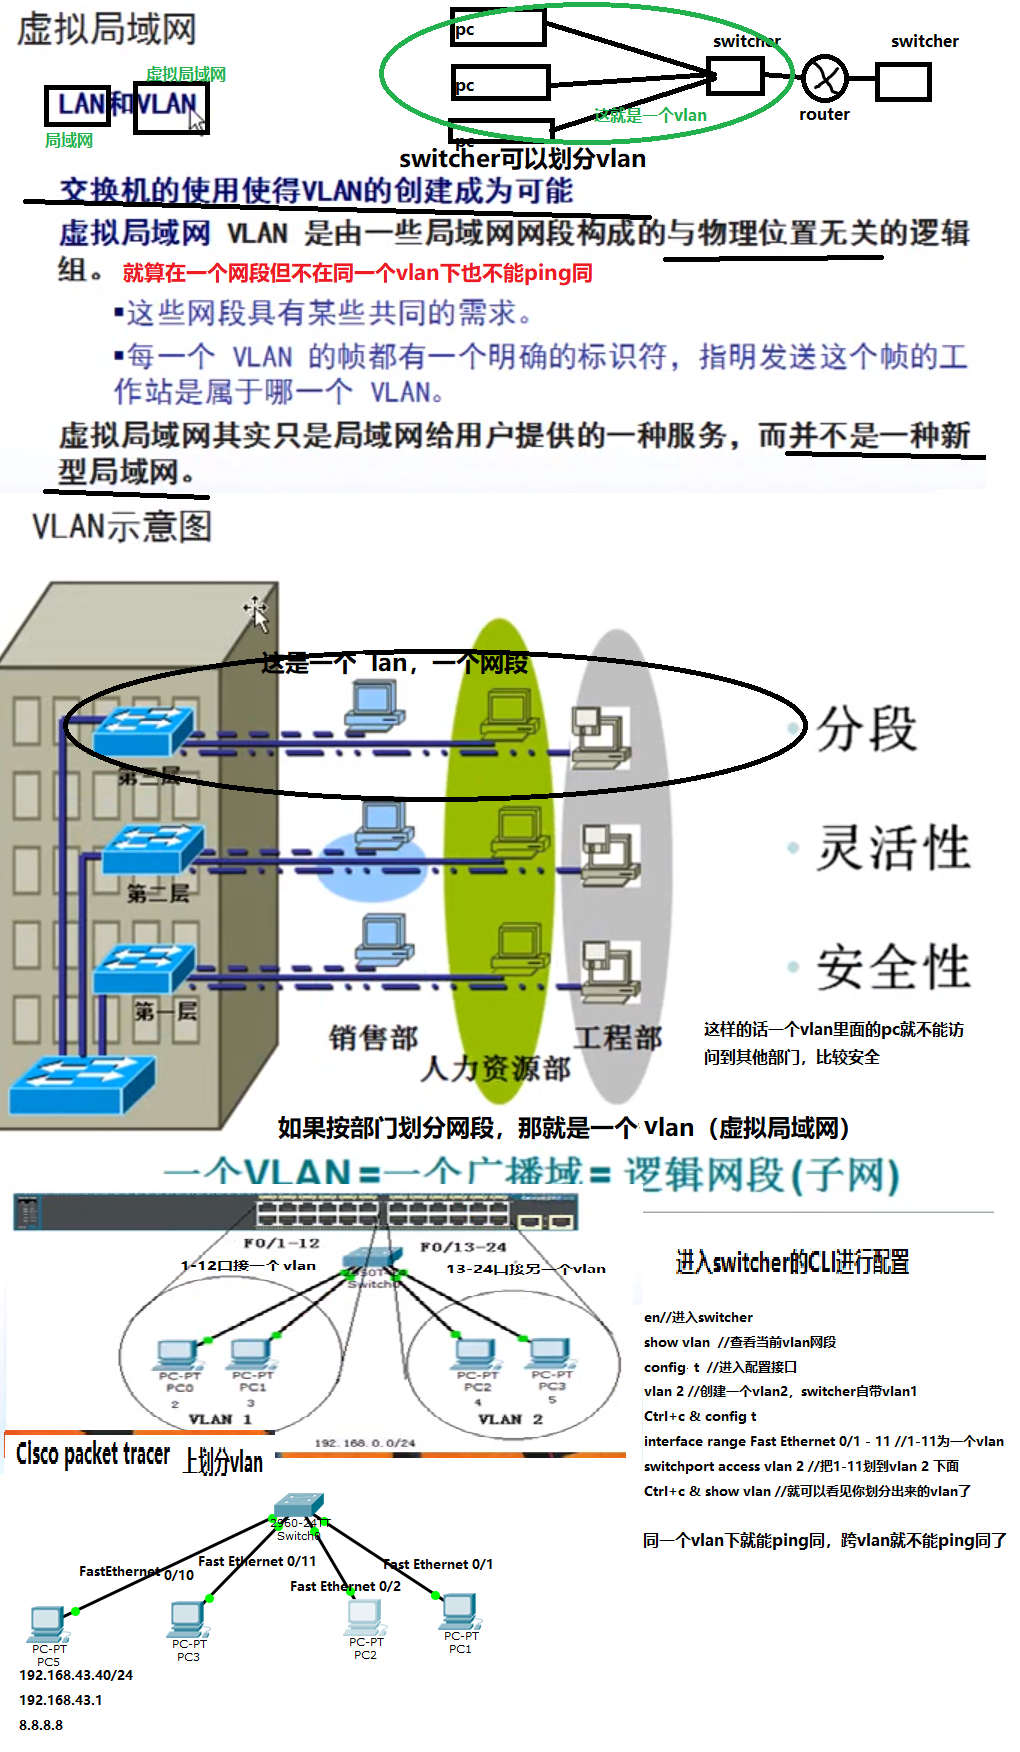 虚拟局域网
pc
switcher
switcher
虚拟局域网
LAN和VLAN
pc
这就是一个vlan
router
局域网
pc
switcher可以划分vlan
交换机的使用使得VLAN的创建成为可能
虚拟局域网 VLAN 是由一些局域网网段构成的与物理位置无关的逻辑
组。 就算在一个网段但不在同一个vlan下也不能ping同
▪这些网段具有某些共同的需求。
▪每一个 VLAN 的帧都有一个明确的标识符，指明发送这个帧的工
作站是属于哪一个 VLAN。
虚拟局域网其实只是局域网给用户提供的一种服务，而并不是一种新
型局域网。
VLAN示意图
这是一个 lan，一个网段
第三层
• 分段
• 灵活性
第二层
• 安全性
第一层
销售部
人力资源部
工程部
这样的话一个vlan里面的pc就不能访
问到其他部门，比较安全
如果按部门划分网段，那就是一个vlan（虚拟局域网）
一个VLAN=一个广播域=逻辑网段(子网)
F0/1-12
F0/13-24
1-12口接一个vlan
13-24口接另一个vlan
Switch0
PC-PT
PC0
2
PC-PT
PC1
3
PC-PT
PC2
4
PC-PT
PC3
5
VLAN 1
VLAN 2
192.168.0.0/24
进入switcher的CLI进行配置
en//进入switcher
show vlan //查看当前vlan网段
config t //进入配置接口
vlan 2 //创建一个vlan2，switcher自带vlan1
Ctrl+c & config t
interface range Fast Ethernet 0/1 - 11 //1-11为一个vlan
switchport access vlan 2 //把1-11划到vlan 2 下面
Ctrl+c & show vlan //就可以看见你划分出来的vlan了
同一个vlan下就能ping同，跨vlan就不能ping同了
CIsco packet tracer 上划分vlan
2960-24TT
Switch0
FastEthernet 0/10
Fast Ethernet 0/11
Fast Ethernet 0/2
Fast Ethernet 0/1
PC-PT
PC5
PC-PT
PC3
PC-PT
PC2
PC-PT
PC1
192.168.43.40/24
192.168.43.1
8.8.8.8